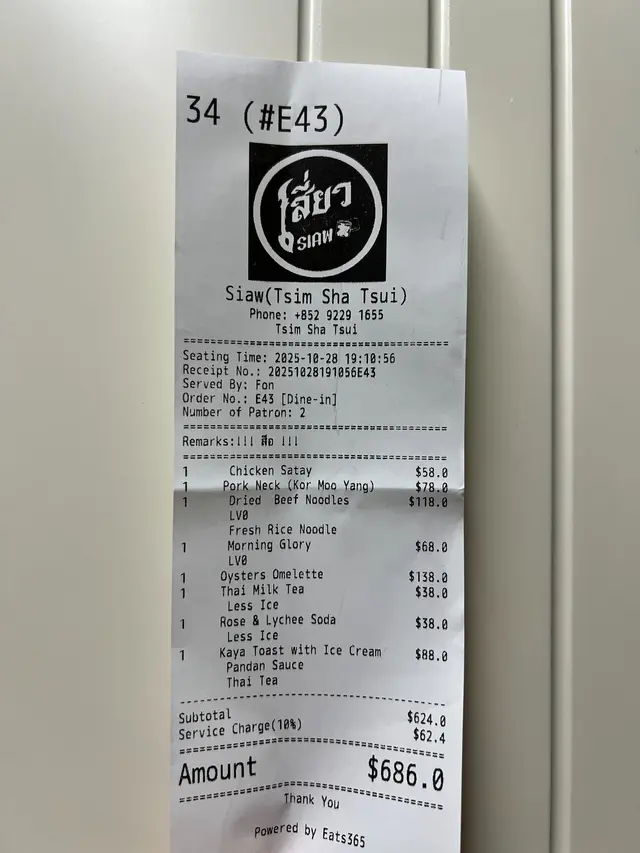 34 (#E43)
เสี่ยว
SIAW
Siaw(Tsim Sha Tsui)
Phone: +852 9229 1655
Tsim Sha Tsui
Seating Time: 2025-10-28 19:10:56
Receipt No.: 20251028191056E43
Served By: Fon
Order No.: E43 [Dine-in]
Number of Patron: 2
Remarks:!!! สือ !!!
1 Chicken Satay $58.0
1 Pork Neck (Kor Moo Yang) $78.0
1 Dried Beef Noodles $118.0
LV0
Fresh Rice Noodle
1 Morning Glory $68.0
LV0
1 Oysters Omelette $138.0
1 Thai Milk Tea $38.0
Less Ice
1 Rose & Lychee Soda $38.0
Less Ice
1 Kaya Toast with Ice Cream $88.0
Pandan Sauce
Thai Tea
Subtotal $624.0
Service Charge(10%) $62.4
Amount $686.0
Thank You
Powered by Eats365